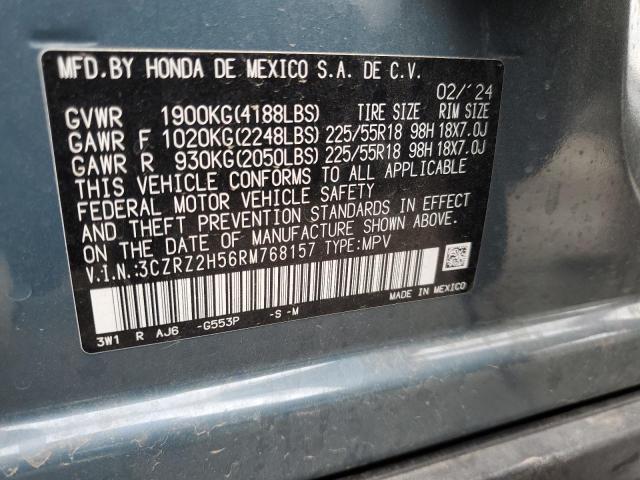 MFD.BY HONDA DE MEXICO S.A. DE C.V.
02/'24
GVWR 1900KG(4188LBS) TIRE SIZE RIM SIZE
GAWR F 1020KG(2248LBS) 225/55R18 98H 18X7.0J
GAWR R 930KG(2050LBS) 225/55R18 98H 18X7.0J
THIS VEHICLE CONFORMS TO ALL APPLICABLE
FEDERAL MOTOR VEHICLE SAFETY
AND THEFT PREVENTION STANDARDS IN EFFECT
ON THE DATE OF MANUFACTURE SHOWN ABOVE.
V.I.N.:3CZRZ2H56RM768157 TYPE:MPV
MADE IN MEXICO
3W1 R AJ6 -G553P -S-M